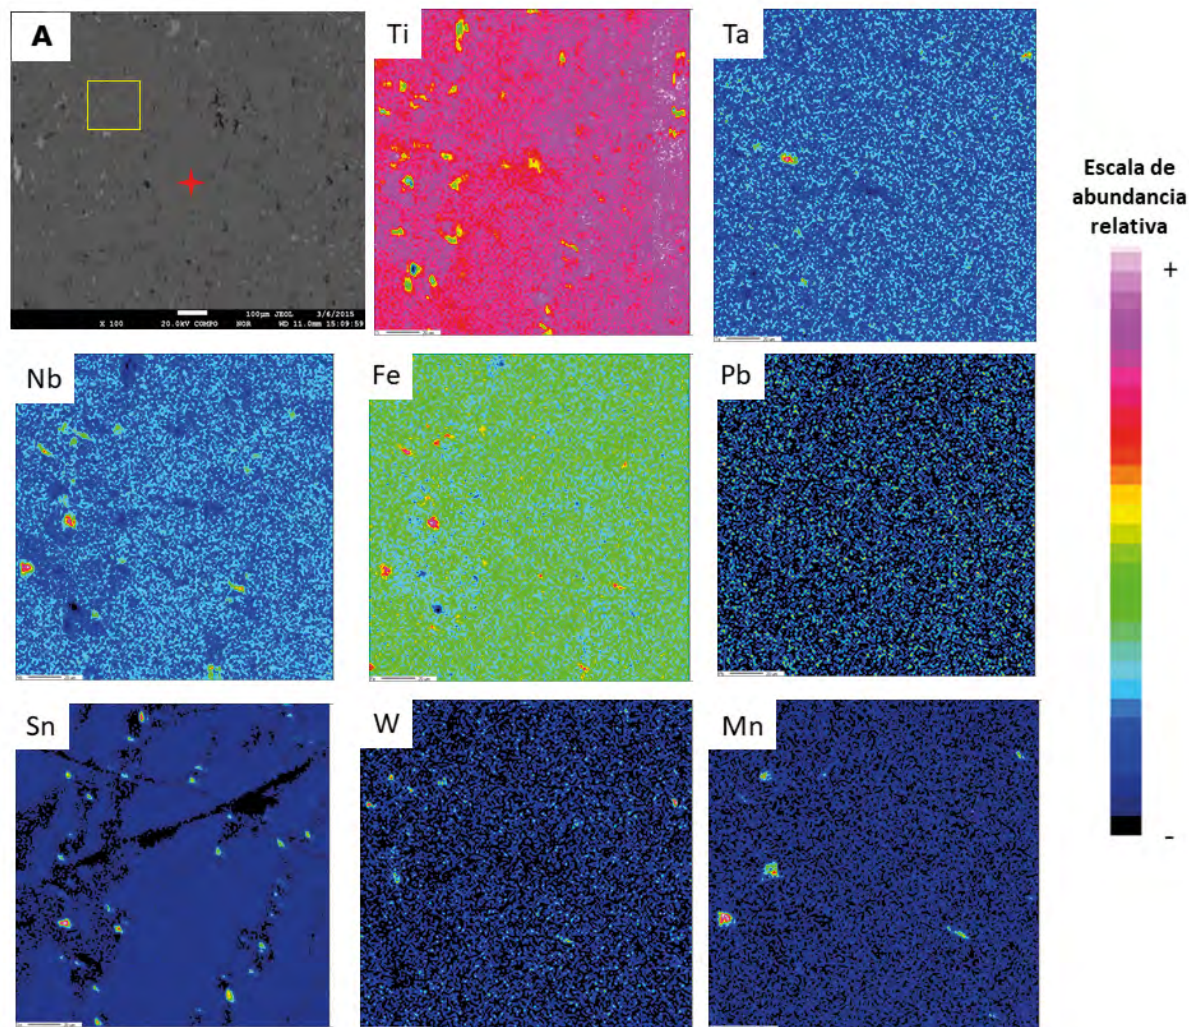 A
Ti
Ta
Escala de
abundancia
relativa
+
-
100µm JEOL 3/6/2015
X 100 20.0kV COMPO NOR WD 11.0mm 15:09:59
Nb
Fe
Pb
Sn
W
Mn